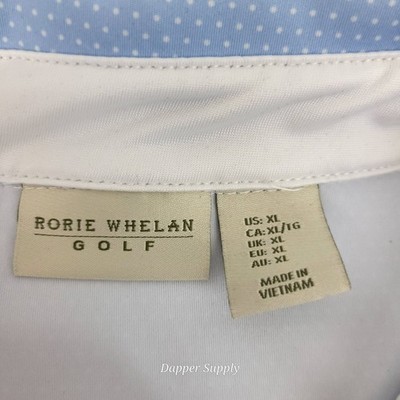 RORIE WHELAN
GOLF
US: XL
CA: XL/TG
UK: XL
EU: XL
AU: XL
MADE IN
VIETNAM
Dapper Supply